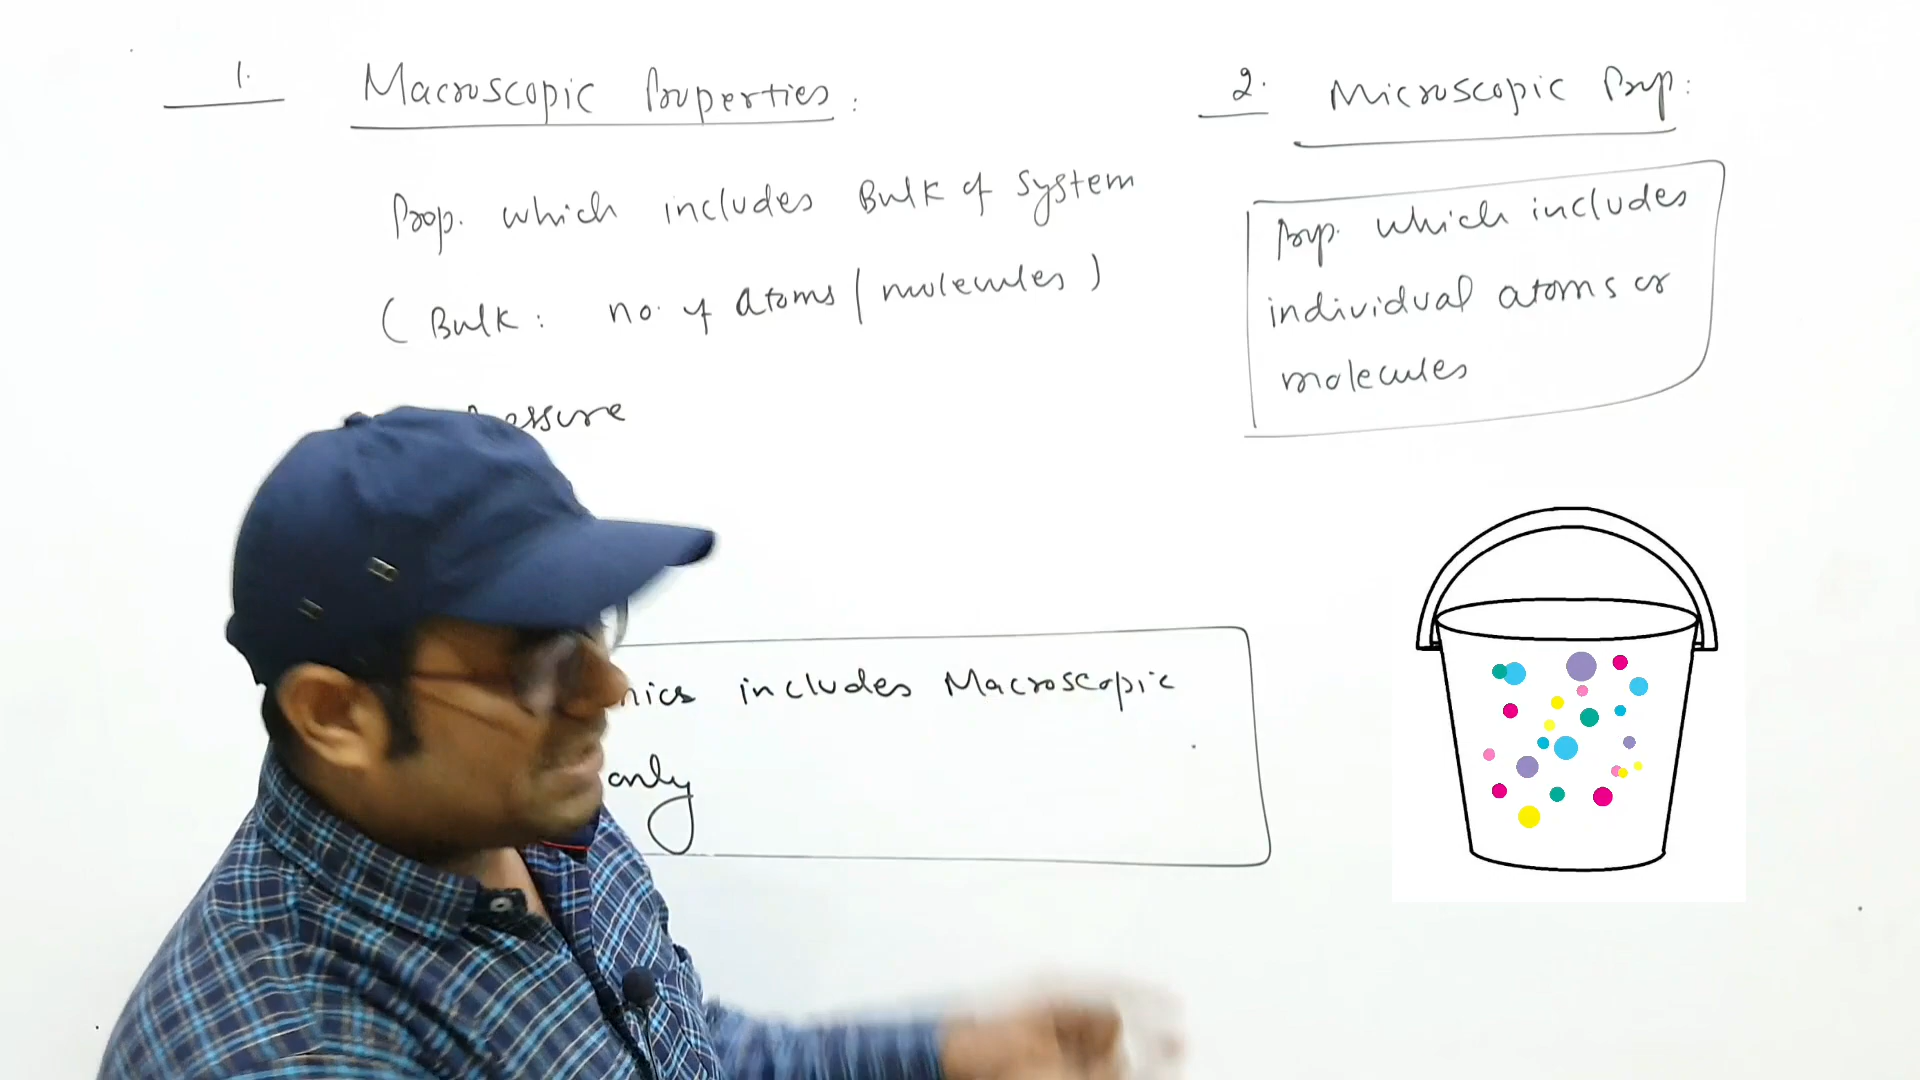 1. Macroscopic Properties :
Prop. which includes Bulk of system
( Bulk : no. of atoms / molecules )
essure
nics includes Macroscopic
only
2. Microscopic Prop :
Prop. which includes
individual atoms or
molecules